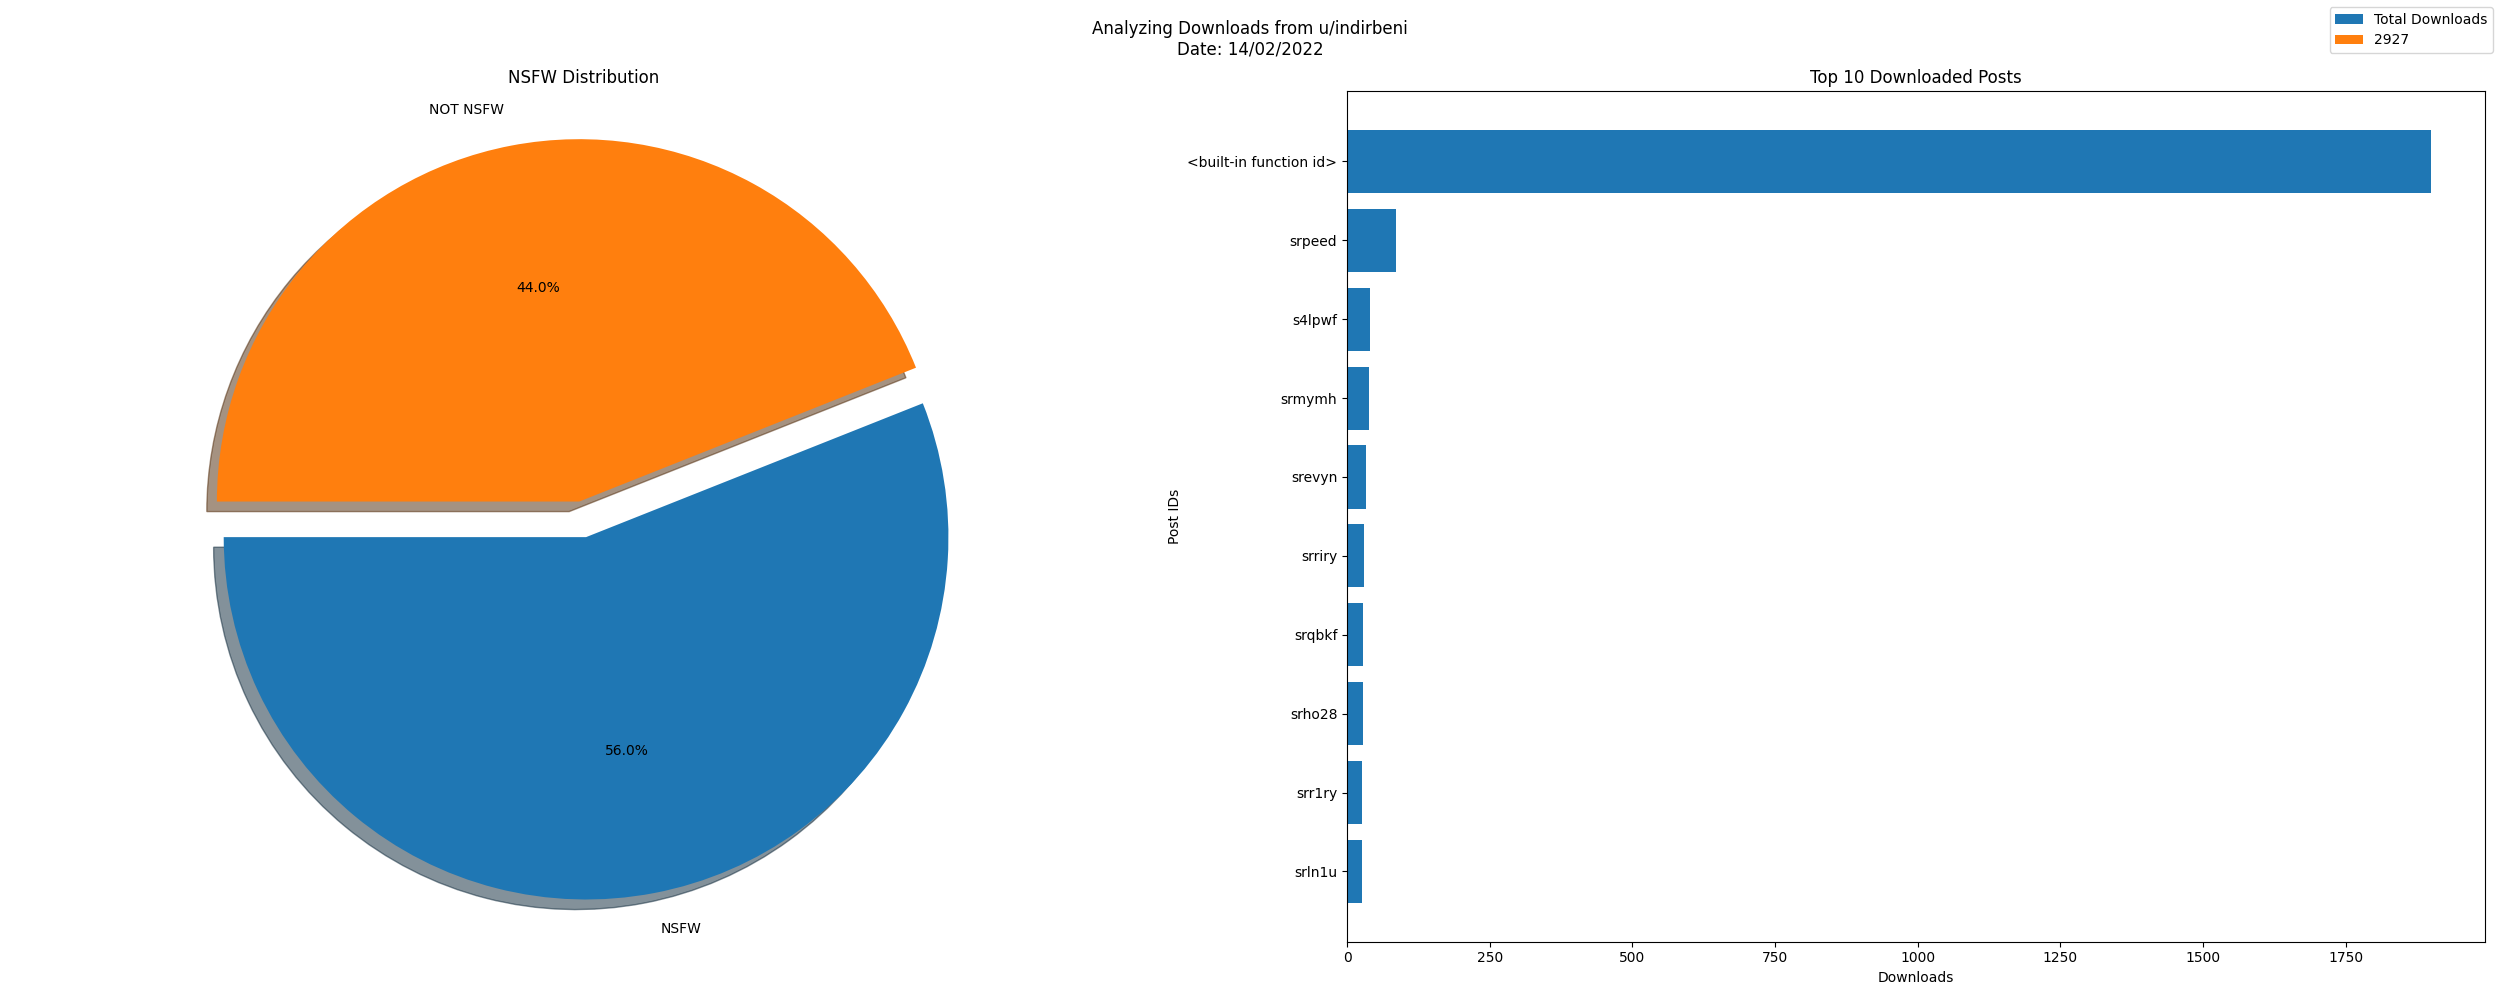 Analyzing Downloads from u/indirbeni
Date: 14/02/2022
Total Downloads
2927
NSFW Distribution
NOT NSFW
44.0%
56.0%
NSFW
Top 10 Downloaded Posts
Post IDs
<built-in function id>
srpeed
s4lpwf
srmymh
srevyn
srriry
srqbkf
srho28
srr1ry
srln1u
0 250 500 750 1000 1250 1500 1750
Downloads